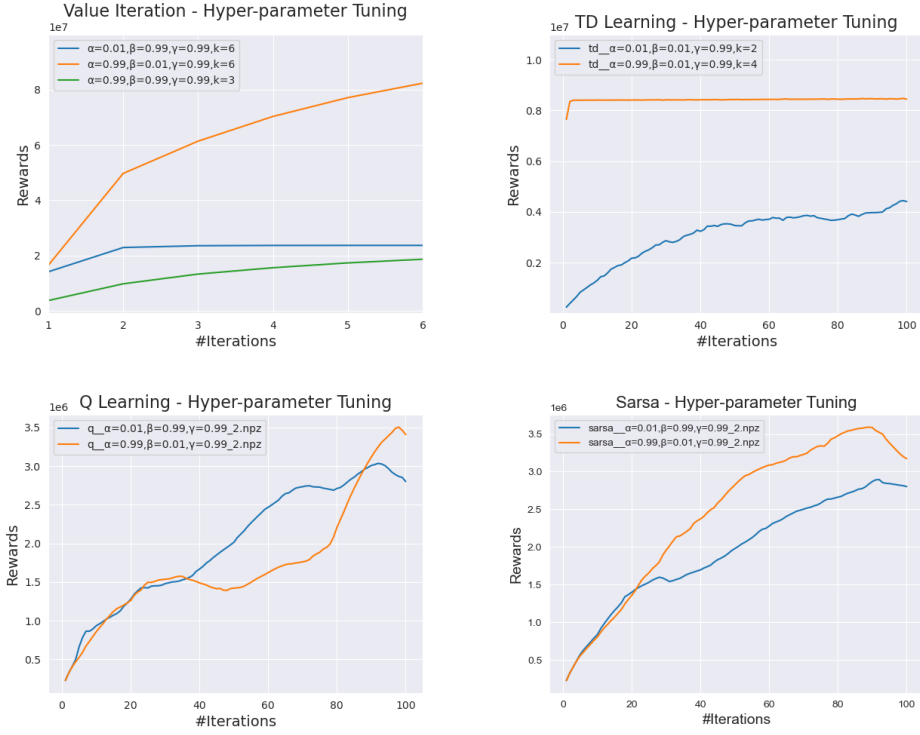 Value Iteration - Hyper-parameter Tuning
1e7
α=0.01,β=0.99,γ=0.99,k=6
α=0.99,β=0.01,γ=0.99,k=6
α=0.99,β=0.99,γ=0.99,k=3
8
6
4
2
0
Rewards
1 2 3 4 5 6
#Iterations
TD Learning - Hyper-parameter Tuning
1e7
td__α=0.01,β=0.01,γ=0.99,k=2
td__α=0.99,β=0.01,γ=0.99,k=4
1.0
0.8
0.6
0.4
0.2
Rewards
0 20 40 60 80 100
#Iterations
Q Learning - Hyper-parameter Tuning
1e6
q__α=0.01,β=0.99,γ=0.99_2.npz
q__α=0.99,β=0.01,γ=0.99_2.npz
3.5
3.0
2.5
2.0
1.5
1.0
0.5
Rewards
0 20 40 60 80 100
#Iterations
Sarsa - Hyper-parameter Tuning
1e6
sarsa__α=0.01,β=0.99,γ=0.99_2.npz
sarsa__α=0.99,β=0.01,γ=0.99_2.npz
3.5
3.0
2.5
2.0
1.5
1.0
0.5
Rewards
0 20 40 60 80 100
#Iterations